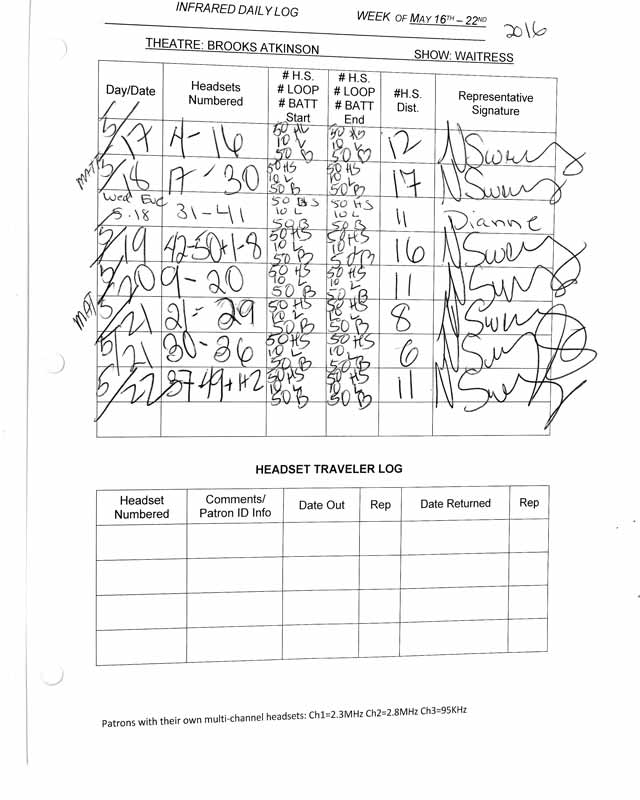 INFRARED DAILY LOG WEEK OF MAY 16TH – 22ND 2016
THEATRE: BROOKS ATKINSON SHOW: WAITRESS
Day/Date Headsets Numbered # H.S. # LOOP # BATT Start # H.S. # LOOP # BATT End #H.S. Dist. Representative Signature
5/17 4-16 50 HS 10 L 50 B 50 HS 10 L 50 B 12
MAT 5/18 17-30 50 HS 10 L 50 B 50 HS 10 L 50 B 17
Wed Eve 5.18 31-41 50 HS 10 L 50 B 50 HS 10 L 50 B 11 Dianne
5/19 42-50+1-8 50 HS 10 L 50 B 50 HS 10 L 50 B 16
5/20 9-20 50 HS 10 L 50 B 50 HS 10 L 50 B 11
MAT 5/21 21-29 50 HS 10 L 50 B 50 HS 10 L 50 B 8
5/21 30-36 50 HS 10 L 50 B 50 HS 10 L 50 B 6
5/22 37-49+1+2 50 HS 10 L 50 B 50 HS 10 L 50 B 11
HEADSET TRAVELER LOG
Headset Numbered Comments/ Patron ID Info Date Out Rep Date Returned Rep
Patrons with their own multi-channel headsets: Ch1=2.3MHz Ch2=2.8MHz Ch3=95KHz